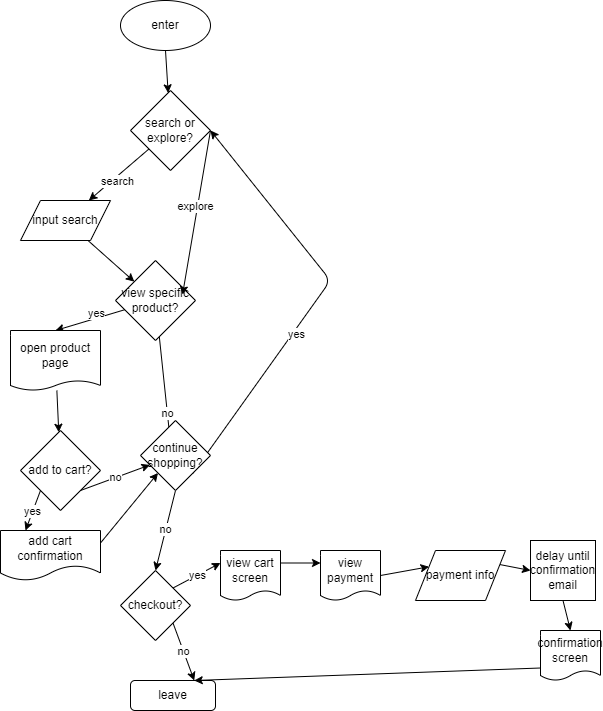 enter
search or
explore?
search
explore
input search
view specific
product?
yes
open product
page
no
yes
continue
shopping?
add to cart?
no
yes
add cart
confirmation
no
checkout?
yes
view cart
screen
view
payment
payment info
delay until
confirmation
email
confirmation
screen
no
leave